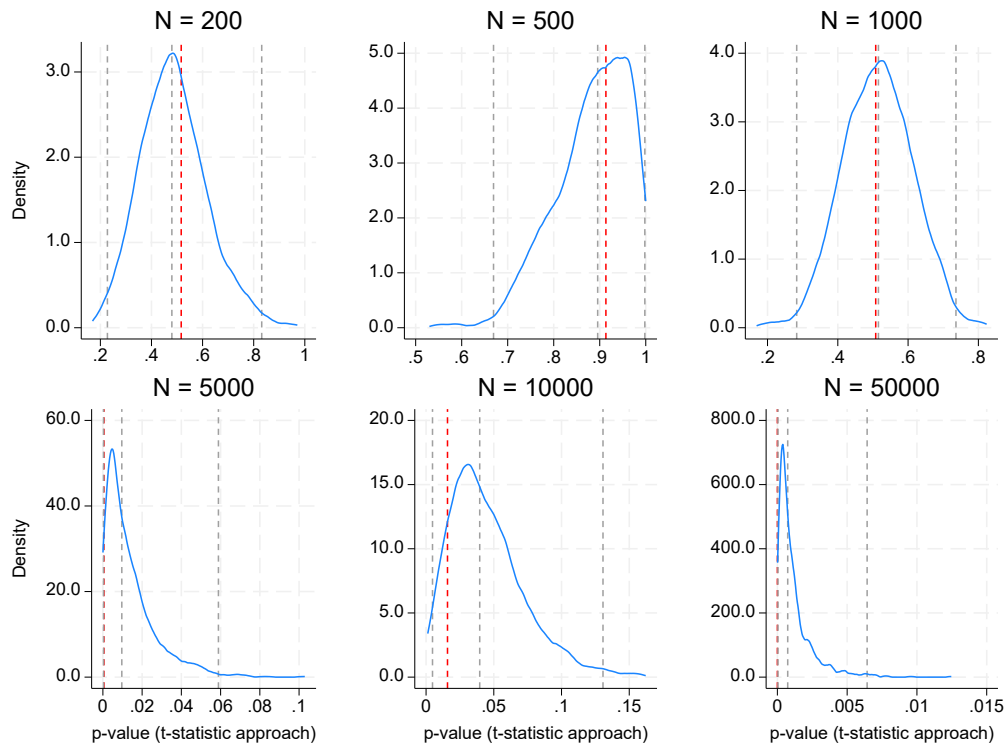 N = 200
N = 500
N = 1000
Density
3.0
2.0
1.0
0.0
.2 .4 .6 .8 1
5.0
4.0
3.0
2.0
1.0
0.0
.5 .6 .7 .8 .9 1
4.0
3.0
2.0
1.0
0.0
.2 .4 .6 .8
N = 5000
N = 10000
N = 50000
Density
60.0
40.0
20.0
0.0
0 .02 .04 .06 .08 .1
p-value (t-statistic approach)
20.0
15.0
10.0
5.0
0.0
0 .05 .1 .15
p-value (t-statistic approach)
800.0
600.0
400.0
200.0
0.0
0 .005 .01 .015
p-value (t-statistic approach)